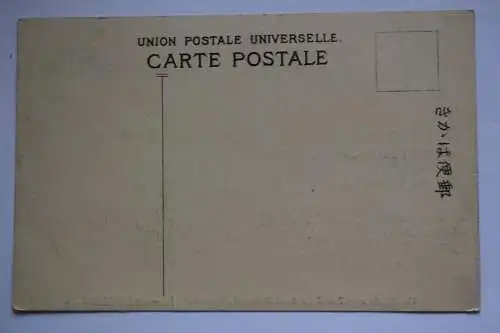 UNION POSTALE UNIVERSELLE.
CARTE POSTALE
きかは便郵